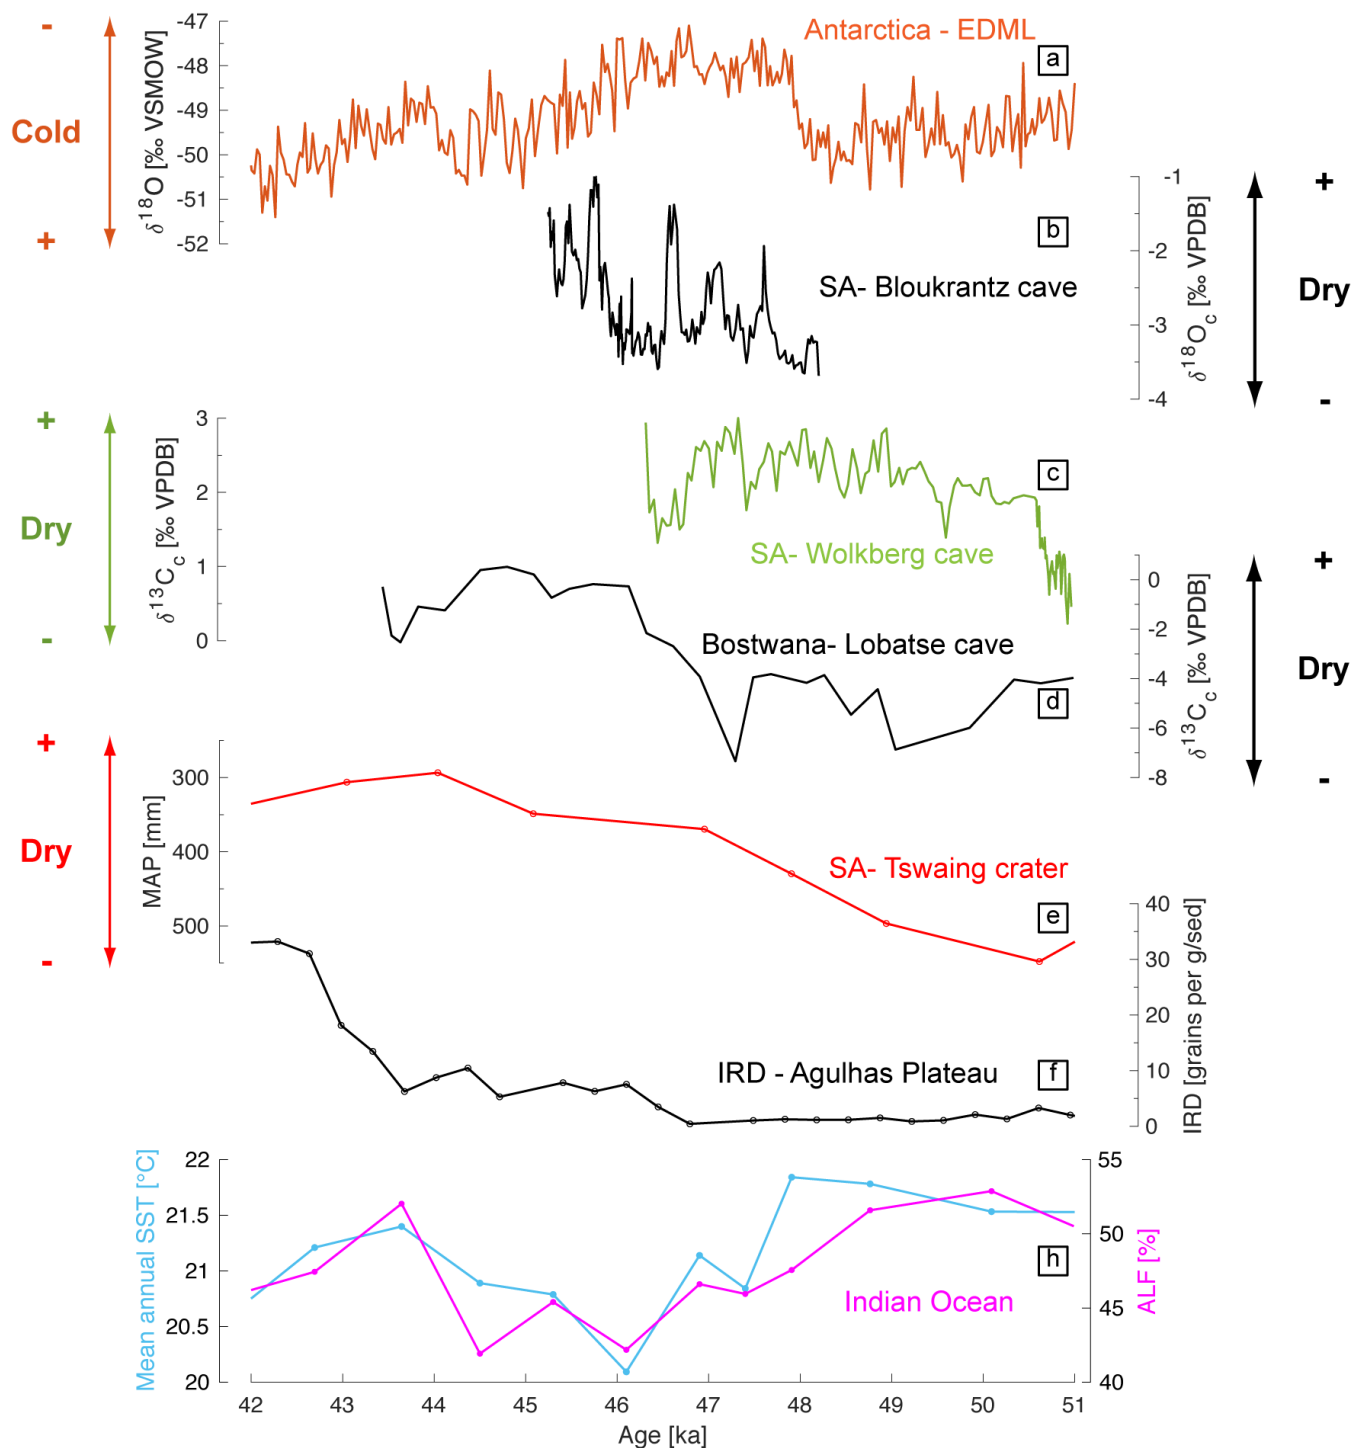 Antarctica - EDML
a
-
Cold
+
δ18O [‰ VSMOW]
-47
-48
-49
-50
-51
-52
b
SA- Bloukrantz cave
-1
-2
-3
-4
δ18Oc [‰ VPDB]
+
Dry
-
+
Dry
-
δ13Cc [‰ VPDB]
3
2
1
0
c
SA- Wolkberg cave
Bostwana- Lobatse cave
d
0
-2
-4
-6
-8
δ13Cc [‰ VPDB]
+
Dry
-
+
Dry
-
MAP [mm]
300
400
500
SA- Tswaing crater
e
IRD - Agulhas Plateau
f
40
30
20
10
0
IRD [grains per g/sed]
Mean annual SST [°C]
22
21.5
21
20.5
20
h
Indian Ocean
55
50
45
40
ALF [%]
42 43 44 45 46 47 48 49 50 51
Age [ka]